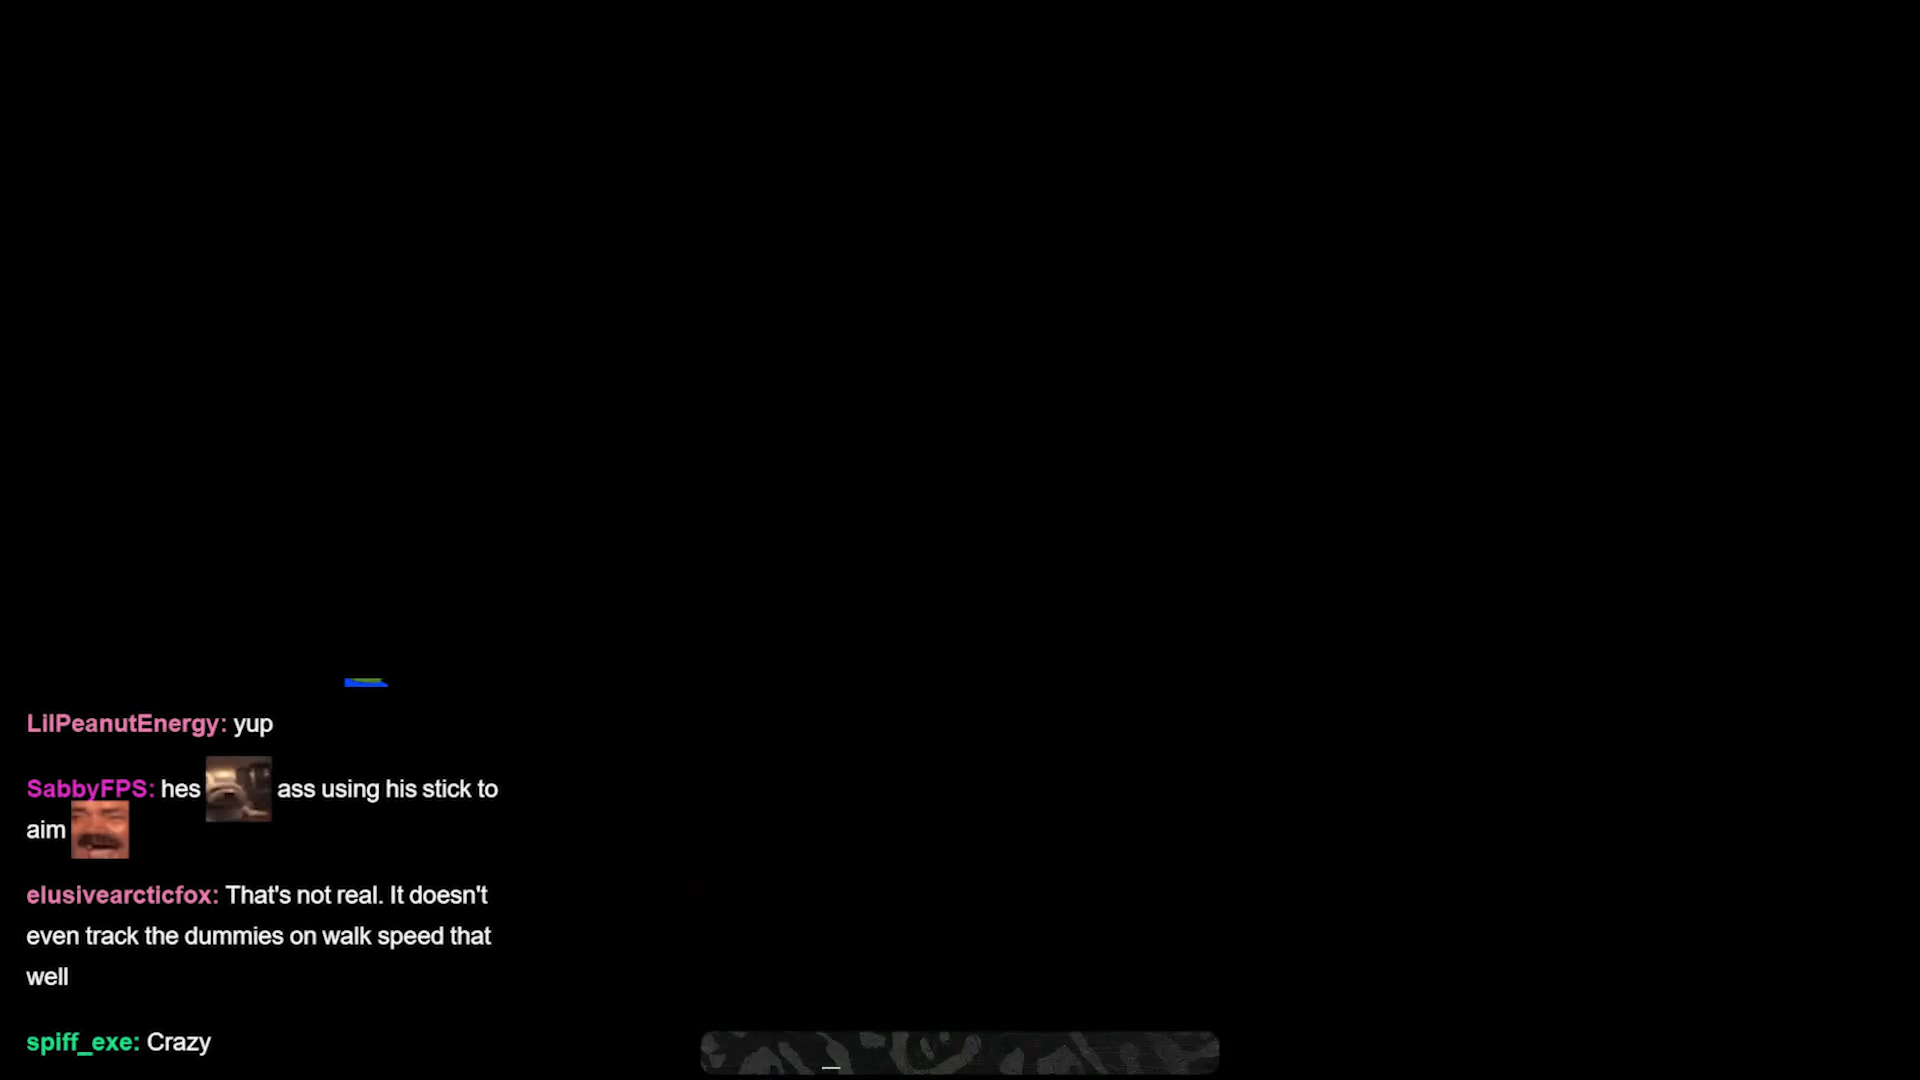 LilPeanutEnergy: yup
SabbyFPS: hes ass using his stick to
aim
elusivearcticfox: That's not real. It doesn't
even track the dummies on walk speed that
well
spiff_exe: Crazy